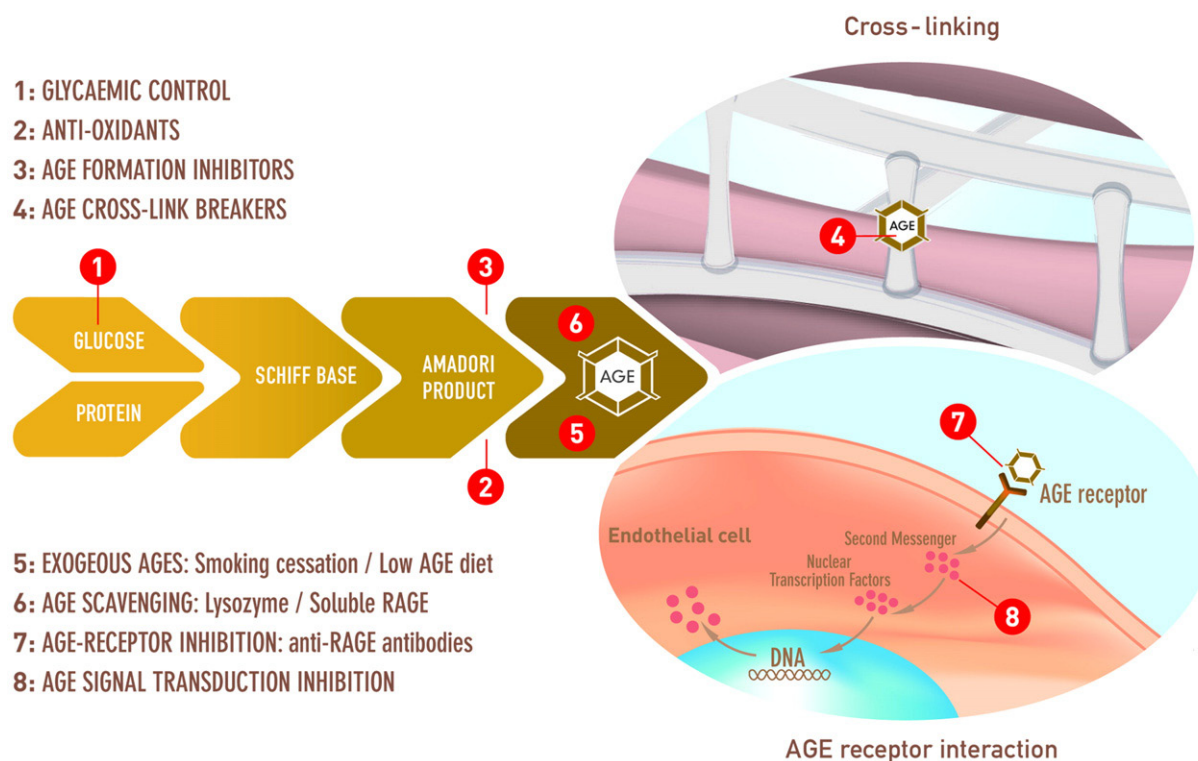 Cross-linking
1: GLYCAEMIC CONTROL
2: ANTI-OXIDANTS
3: AGE FORMATION INHIBITORS
4: AGE CROSS-LINK BREAKERS
AGE
4
1
3
GLUCOSE
PROTEIN
SCHIFF BASE
AMADORI
PRODUCT
6
AGE
5
2
7
AGE receptor
Endothelial cell
Second Messenger
Nuclear
Transcription Factors
8
DNA
5: EXOGEOUS AGES: Smoking cessation / Low AGE diet
6: AGE SCAVENGING: Lysozyme / Soluble RAGE
7: AGE-RECEPTOR INHIBITION: anti-RAGE antibodies
8: AGE SIGNAL TRANSDUCTION INHIBITION
AGE receptor interaction